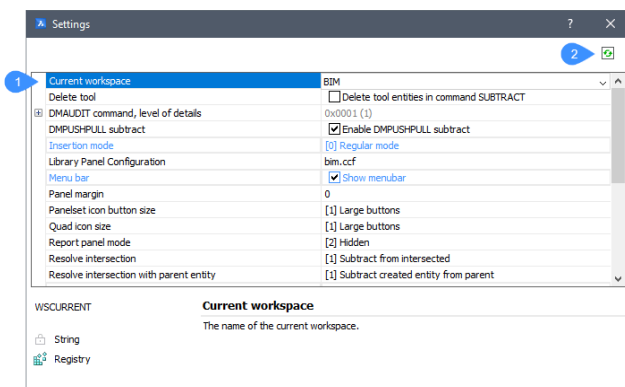 Settings
?
2
1
Current workspace BIM
Delete tool Delete tool entities in command SUBTRACT
DMAUDIT command, level of details 0x0001 (1)
DMPUSHPULL subtract Enable DMPUSHPULL subtract
Insertion mode [0] Regular mode
Library Panel Configuration bim.ccf
Menu bar Show menubar
Panel margin 0
Panelset icon button size [1] Large buttons
Quad icon size [1] Large buttons
Report panel mode [2] Hidden
Resolve intersection [1] Subtract from intersected
Resolve intersection with parent entity [1] Subtract created entity from parent
WSCURRENT Current workspace
The name of the current workspace.
String
Registry